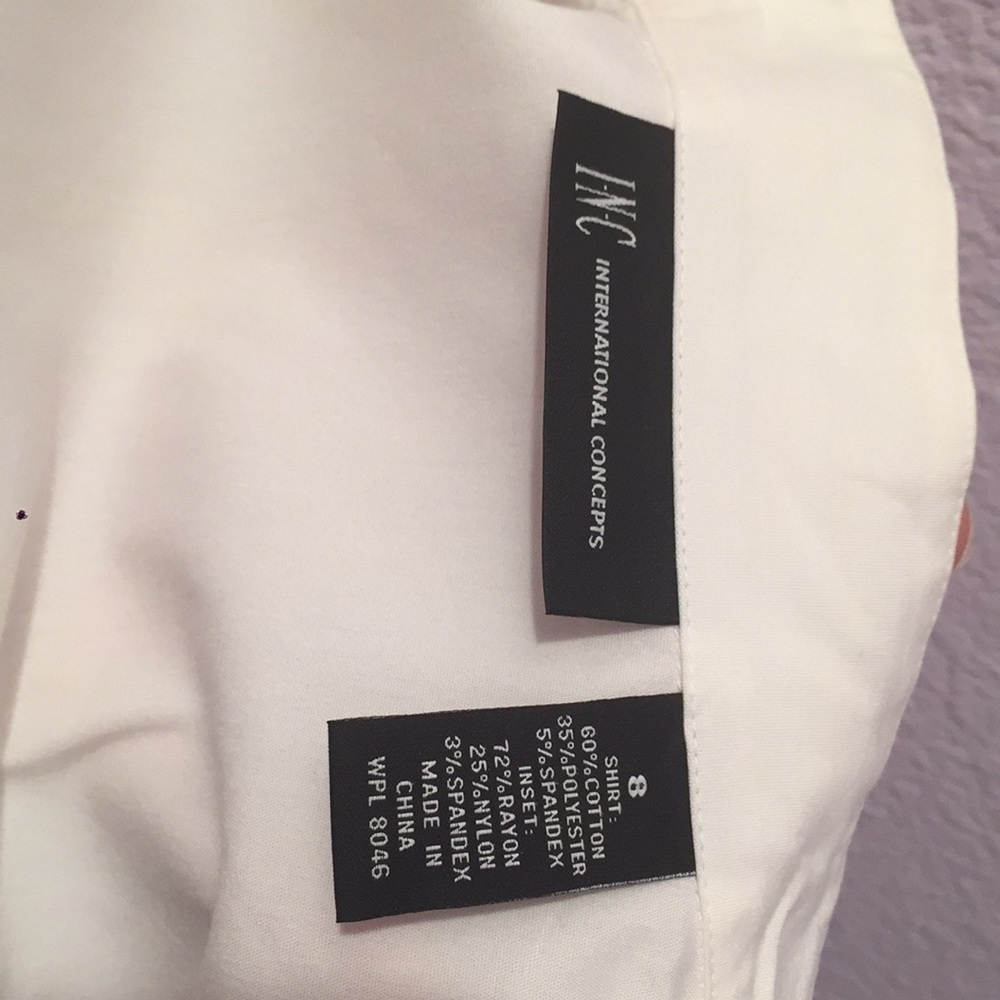 I·N·C INTERNATIONAL CONCEPTS
8
SHIRT:
60%COTTON
35%POLYESTER
5%SPANDEX
INSET:
72%RAYON
25%NYLON
3%SPANDEX
MADE IN
CHINA
WPL 8046